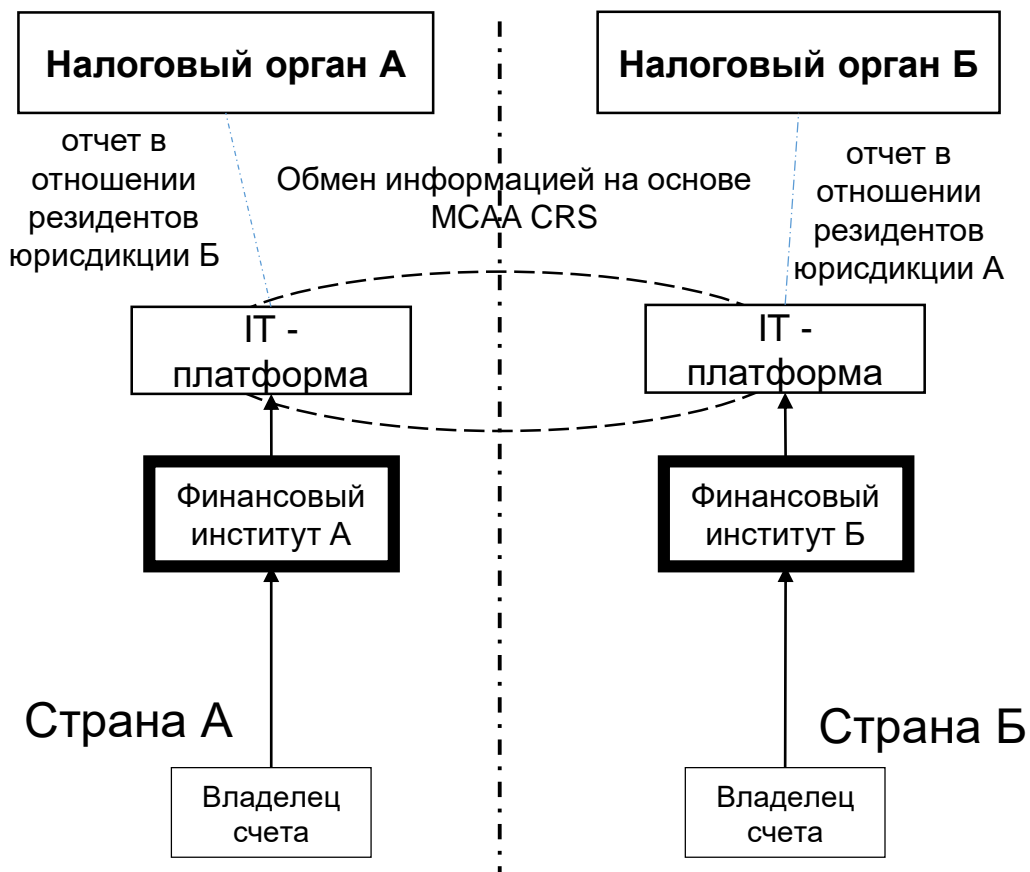 Налоговый орган А
Налоговый орган Б
отчет в
отношении
резидентов
юрисдикции Б
Обмен информацией на основе
MCAA CRS
отчет в
отношении
резидентов
юрисдикции А
IT -
платформа
IT -
платформа
Финансовый
институт А
Финансовый
институт Б
Страна А
Страна Б
Владелец
счета
Владелец
счета